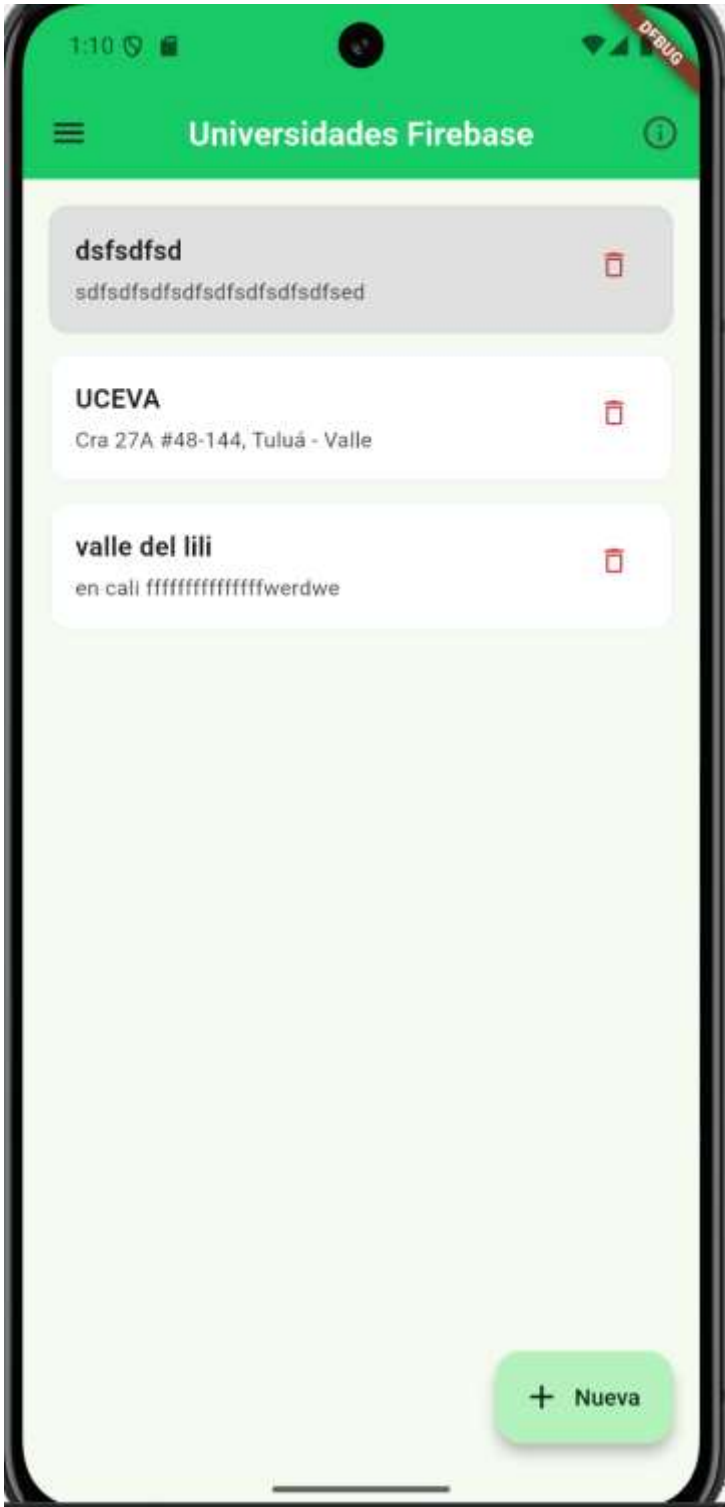 1:10
DEBUG
Universidades Firebase
dsfsdfsd
sdfsdfsdfsdfsdfsdfsdfsdfsed
UCEVA
Cra 27A #48-144, Tuluá - Valle
valle del lili
en cali fffffffffffffffwerdwe
+ Nueva